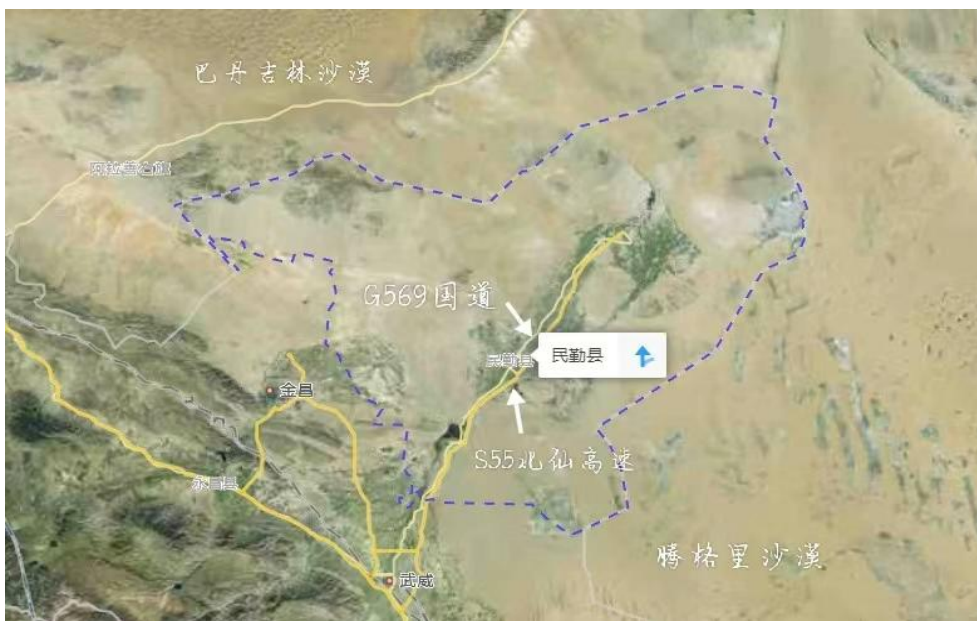 巴丹吉林沙漠
阿拉善右旗
G569国道
民勤县
民勤县
金昌
S55北仙高速
永昌县
腾格里沙漠
武威